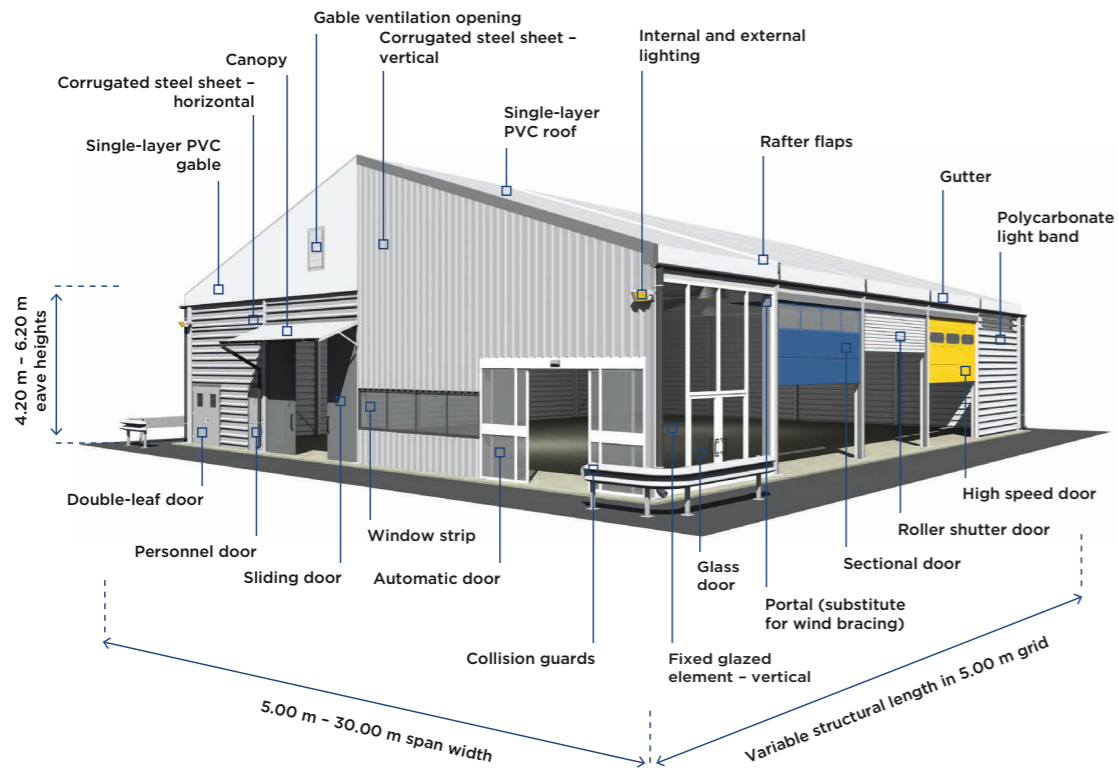 Gable ventilation opening
Corrugated steel sheet –
vertical
Internal and external
lighting
Canopy
Corrugated steel sheet –
horizontal
Single-layer PVC
gable
Single-layer
PVC roof
Rafter flaps
Gutter
Polycarbonate
light band
4.20 m – 6.20 m
eave heights
Double-leaf door
Personnel door
Sliding door
Window strip
Automatic door
Collision guards
Fixed glazed
element – vertical
Glass
door
Portal (substitute
for wind bracing)
Sectional door
Roller shutter door
High speed door
5.00 m – 30.00 m span width
Variable structural length in 5.00 m grid